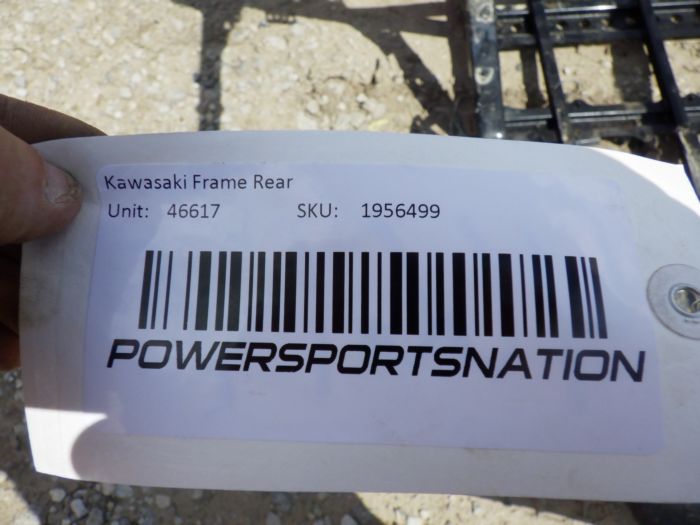 Kawasaki Frame Rear
Unit: 46617 SKU: 1956499
POWERSPORTSNATION